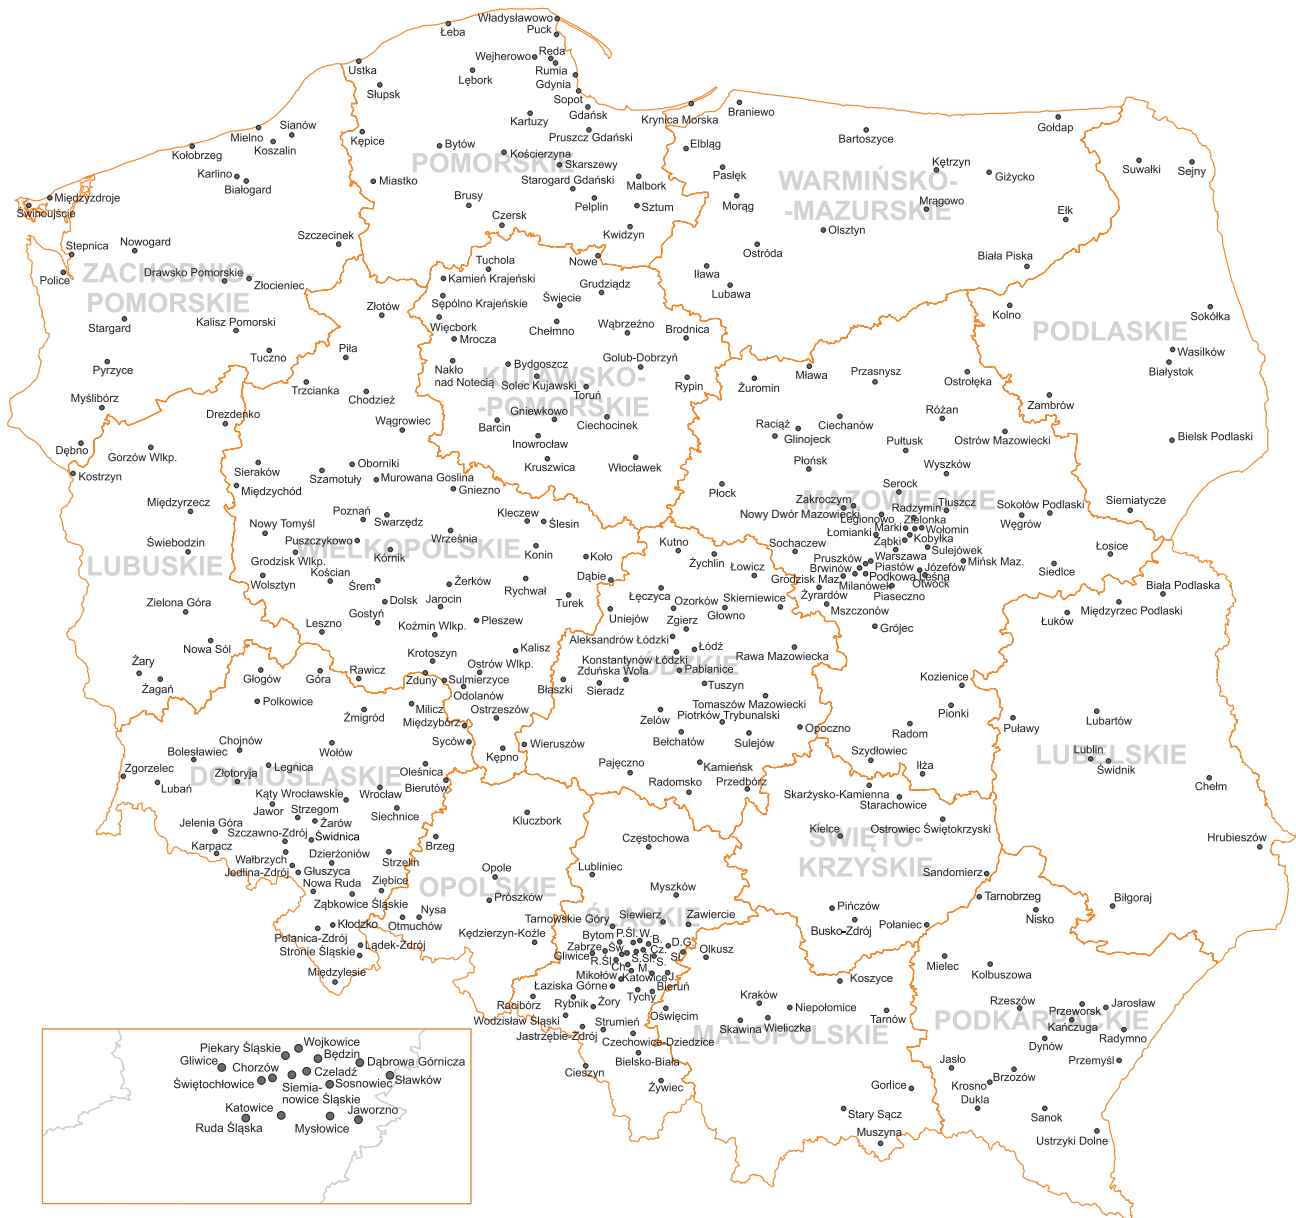 Władysławowo
Łeba
Puck
Wejherowo
Reda
Rumia
Ustka
Lębork
Gdynia
Słupsk
Sopot
Gdańsk
Kartuzy
Krynica Morska
Braniewo
Gołdap
Sianów
Mielno
Koszalin
Kępice
Pruszcz Gdański
Bartoszyce
Kołobrzeg
Bytów
Kościerzyna
Elbląg
POMORSKIE
Skarszewy
Kętrzyn
Suwałki
Sejny
Karlino
Białogard
Miastko
Starogard Gdański
Malbork
Pasłęk
Giżycko
WARMIŃSKO-
-MAZURSKIE
Międzyzdroje
Świnoujście
Brusy
Pelplin
Sztum
Morąg
Mrągowo
Ełk
Czersk
Kwidzyn
Olsztyn
Stepnica
Nowogard
Szczecinek
Ostróda
Tuchola
Nowe
Biała Piska
Police
ZACHODNIO-
POMORSKIE
Drawsko Pomorskie
Złocieniec
Kamień Krajeński
Iława
Grudziądz
Lubawa
Sępólno Krajeńskie
Świecie
Złotów
Kolno
Sokółka
Stargard
Kalisz Pomorski
Więcbork
Chełmno
Wąbrzeźno
Brodnica
PODLASKIE
Mrocza
Tuczno
Piła
Wasilków
Pyrzyce
Nakło
nad Notecią
Bydgoszcz
Golub-Dobrzyń
Białystok
Mława
Przasnysz
KUJAWSKO-
-POMORSKIE
Solec Kujawski
Toruń
Rypin
Żuromin
Ostrołęka
Trzcianka
Chodzież
Myślibórz
Zambrów
Drezdenko
Gniewkowo
Barcin
Ciechocinek
Różan
Wągrowiec
Raciąż
Ciechanów
Glinojeck
Inowrocław
Pułtusk
Ostrów Mazowiecki
Bielsk Podlaski
Dębno
Gorzów Wlkp.
Kruszwica
Włocławek
Płońsk
Wyszków
Kostrzyn
Sieraków
Szamotuły
Oborniki
Murowana Goslina
Międzychód
Gniezno
Płock
Serock
Międzyrzecz
MAZOWIECKIE
Zakroczym
Radzymin
Tłuszcz
Sokołów Podlaski
Siemiatycze
Poznań
Swarzędz
Kleczew
Ślesin
Nowy Dwór Mazowiecki
Legionowo
Zielonka
Węgrów
Nowy Tomyśl
Marki
Wołomin
Łomianki
Kobyłka
Świebodzin
Puszczykowo
Września
WIELKOPOLSKIE
Kórnik
Konin
Kutno
Sochaczew
Ząbki
Sulejówek
Łosice
LUBUSKIE
Grodzisk Wlkp.
Koło
Żychlin
Pruszków
Warszawa
Mińsk Maz.
Brwinów
Piastów
Józefów
Siedlce
Wolsztyn
Kościan
Dąbie
Łowicz
Grodzisk Maz.
Podkowa Leśna
Otwock
Śrem
Żerków
Rychwał
Milanówek
Biała Podlaska
Łęczyca
Żyrardów
Piaseczno
Zielona Góra
Dolsk
Jarocin
Turek
Ozorków
Skierniewice
Mszczonów
Międzyrzec Podlaski
Gostyń
Pleszew
Uniejów
Głowno
Łuków
Leszno
Koźmin Wlkp.
Zgierz
Grójec
Nowa Sól
Kalisz
Aleksandrów Łódzki
Łódź
Krotoszyn
Konstantynów Łódzki
Rawa Mazowiecka
Żary
Ostrów Wlkp.
ŁÓDZKIE
Zduńska Wola
Pabianice
Głogów
Góra
Rawicz
Zduny
Sulmierzyce
Błaszki
Sieradz
Tuszyn
Kozienice
Żagań
Odolanów
Polkowice
Milicz
Tomaszów Mazowiecki
Żmigród
Ostrzeszów
Zelów
Pionki
Międzybórz
Piotrków Trybunalski
Puławy
Lubartów
Opoczno
Radom
Chojnów
Wołów
Syców
Wieruszów
Bełchatów
Sulejów
Bolesławiec
Kępno
Szydłowiec
Lublin
LUBELSKIE
Zgorzelec
Legnica
Oleśnica
Pajęczno
Kamieńsk
Iłża
Świdnik
DOLNOŚLĄSKIE
Złotoryja
Radomsko
Przedbórz
Lubań
Kąty Wrocławskie
Wrocław
Bierutów
Skarżysko-Kamienna
Chełm
Jawor
Strzegom
Siechnice
Starachowice
Jelenia Góra
Żarów
Kluczbork
Szczawno-Zdrój
Świdnica
Częstochowa
Kielce
Ostrowiec Świętokrzyski
Hrubieszów
Karpacz
Brzeg
ŚWIĘTO-
KRZYSKIE
Wałbrzych
Dzierżoniów
Strzelin
Jedlina-Zdrój
Głuszyca
Opole
Lubliniec
Sandomierz
Nowa Ruda
Ziębice
OPOLSKIE
Myszków
Ząbkowice Śląskie
Prószków
Tarnobrzeg
Biłgoraj
Nysa
Pińczów
Otmuchów
Tarnowskie Góry
Siewierz
Zawiercie
ŚLĄSKIE
Nisko
Kłodzko
Busko-Zdrój
Połaniec
Polanica-Zdrój
Kędzierzyn-Koźle
Bytom
P.Śl.
W.
B.
D.G.
Lądek-Zdrój
Zabrze
Św.
Cz.
Olkusz
Stronie Śląskie
Gliwice
R.Śl.
S.Śl.
S.
Sł.
Mielec
Kolbuszowa
Ch.
M.
Międzylesie
Mikołów
Katowice
J.
Koszyce
Łaziska Górne
Bieruń
Racibórz
Rybnik
Żory
Tychy
Kraków
Niepołomice
Rzeszów
Przeworsk
Jarosław
Wodzisław Śląski
Oświęcim
Tarnów
PODKARPACKIE
Kańczuga
Skawina
Wieliczka
Strumień
MAŁOPOLSKIE
Radymno
Jastrzębie-Zdrój
Czechowice-Dziedzice
Dynów
Bielsko-Biała
Jasło
Przemyśl
Cieszyn
Brzozów
Żywiec
Gorlice
Krosno
Dukla
Stary Sącz
Sanok
Muszyna
Ustrzyki Dolne
Wojkowice
Piekary Śląskie
Będzin
Gliwice
Chorzów
Dąbrowa Górnicza
Czeladź
Świętochłowice
Siemia-
nowice Śląskie
Sosnowiec
Sławków
Katowice
Jaworzno
Ruda Śląska
Mysłowice